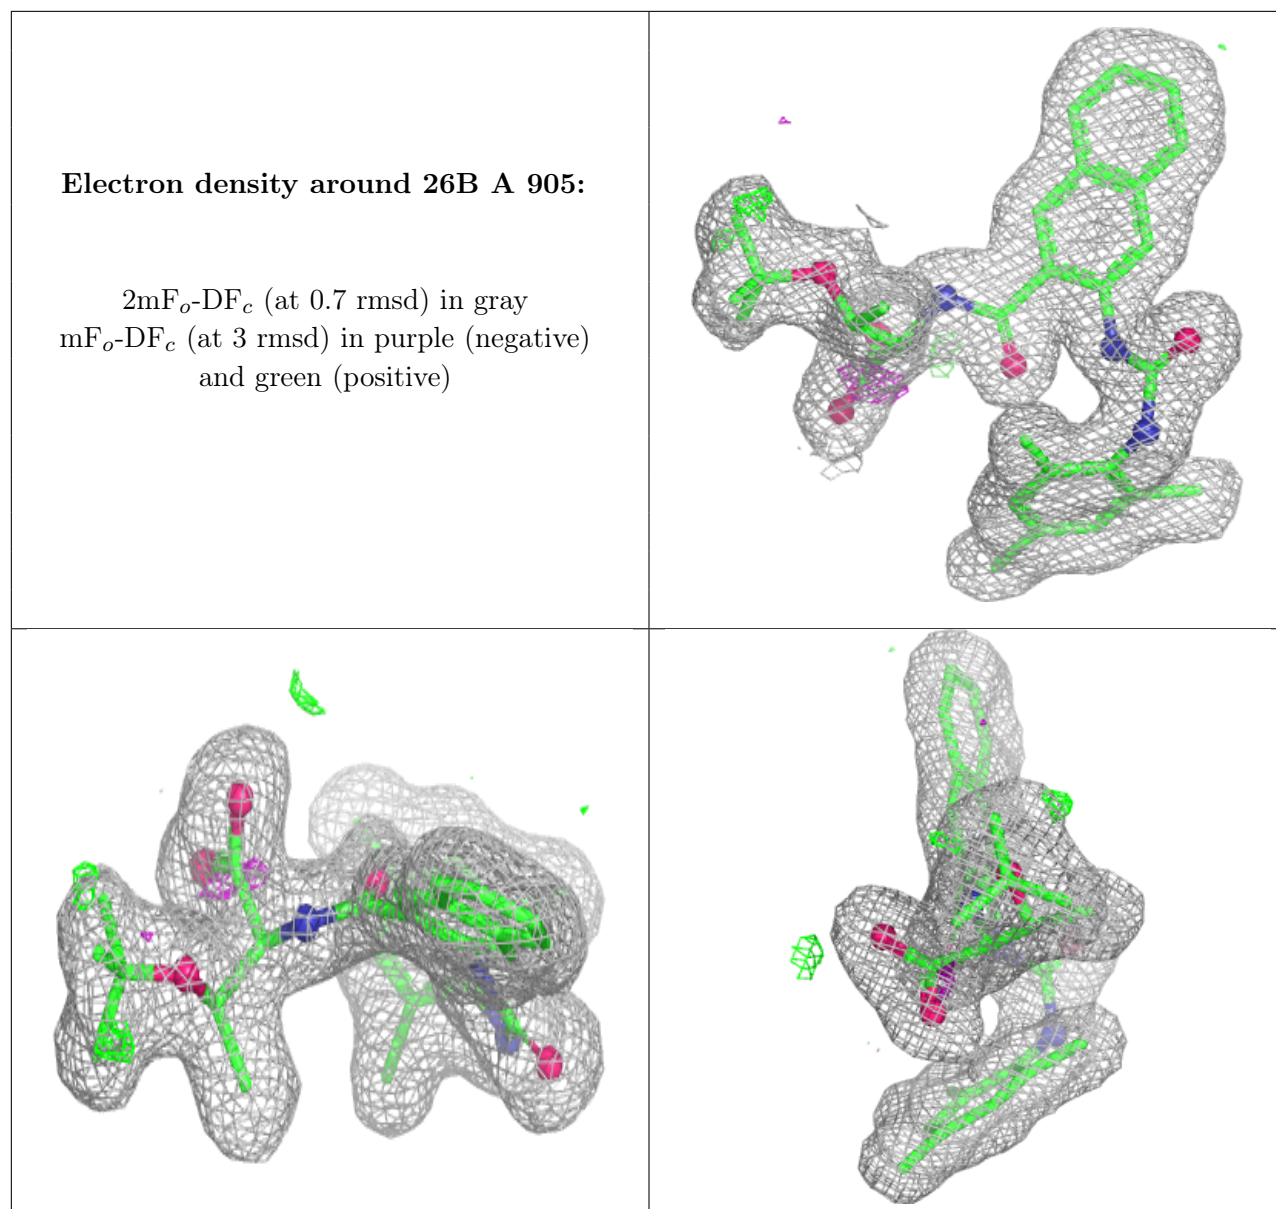 Electron density around 26B A 905:
2mFo-DFc (at 0.7 rmsd) in gray
mFo-DFc (at 3 rmsd) in purple (negative)
and green (positive)